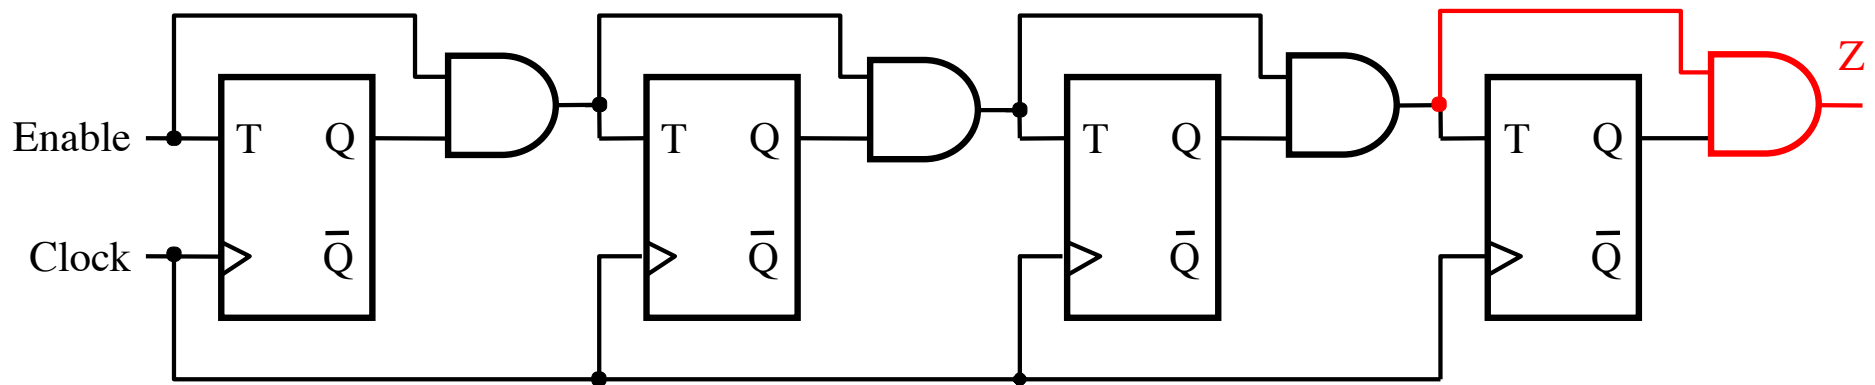 Z
Enable T Q T Q T Q T Q
Clock Q̅ Q̅ Q̅ Q̅